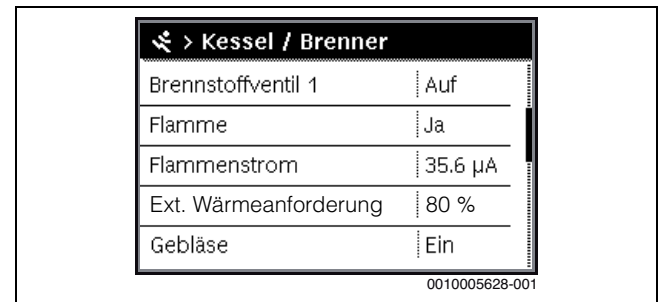 > Kessel / Brenner
Brennstoffventil 1 Auf
Flamme Ja
Flammenstrom 35.6 µA
Ext. Wärmeanforderung 80 %
Gebläse Ein
0010005628-001